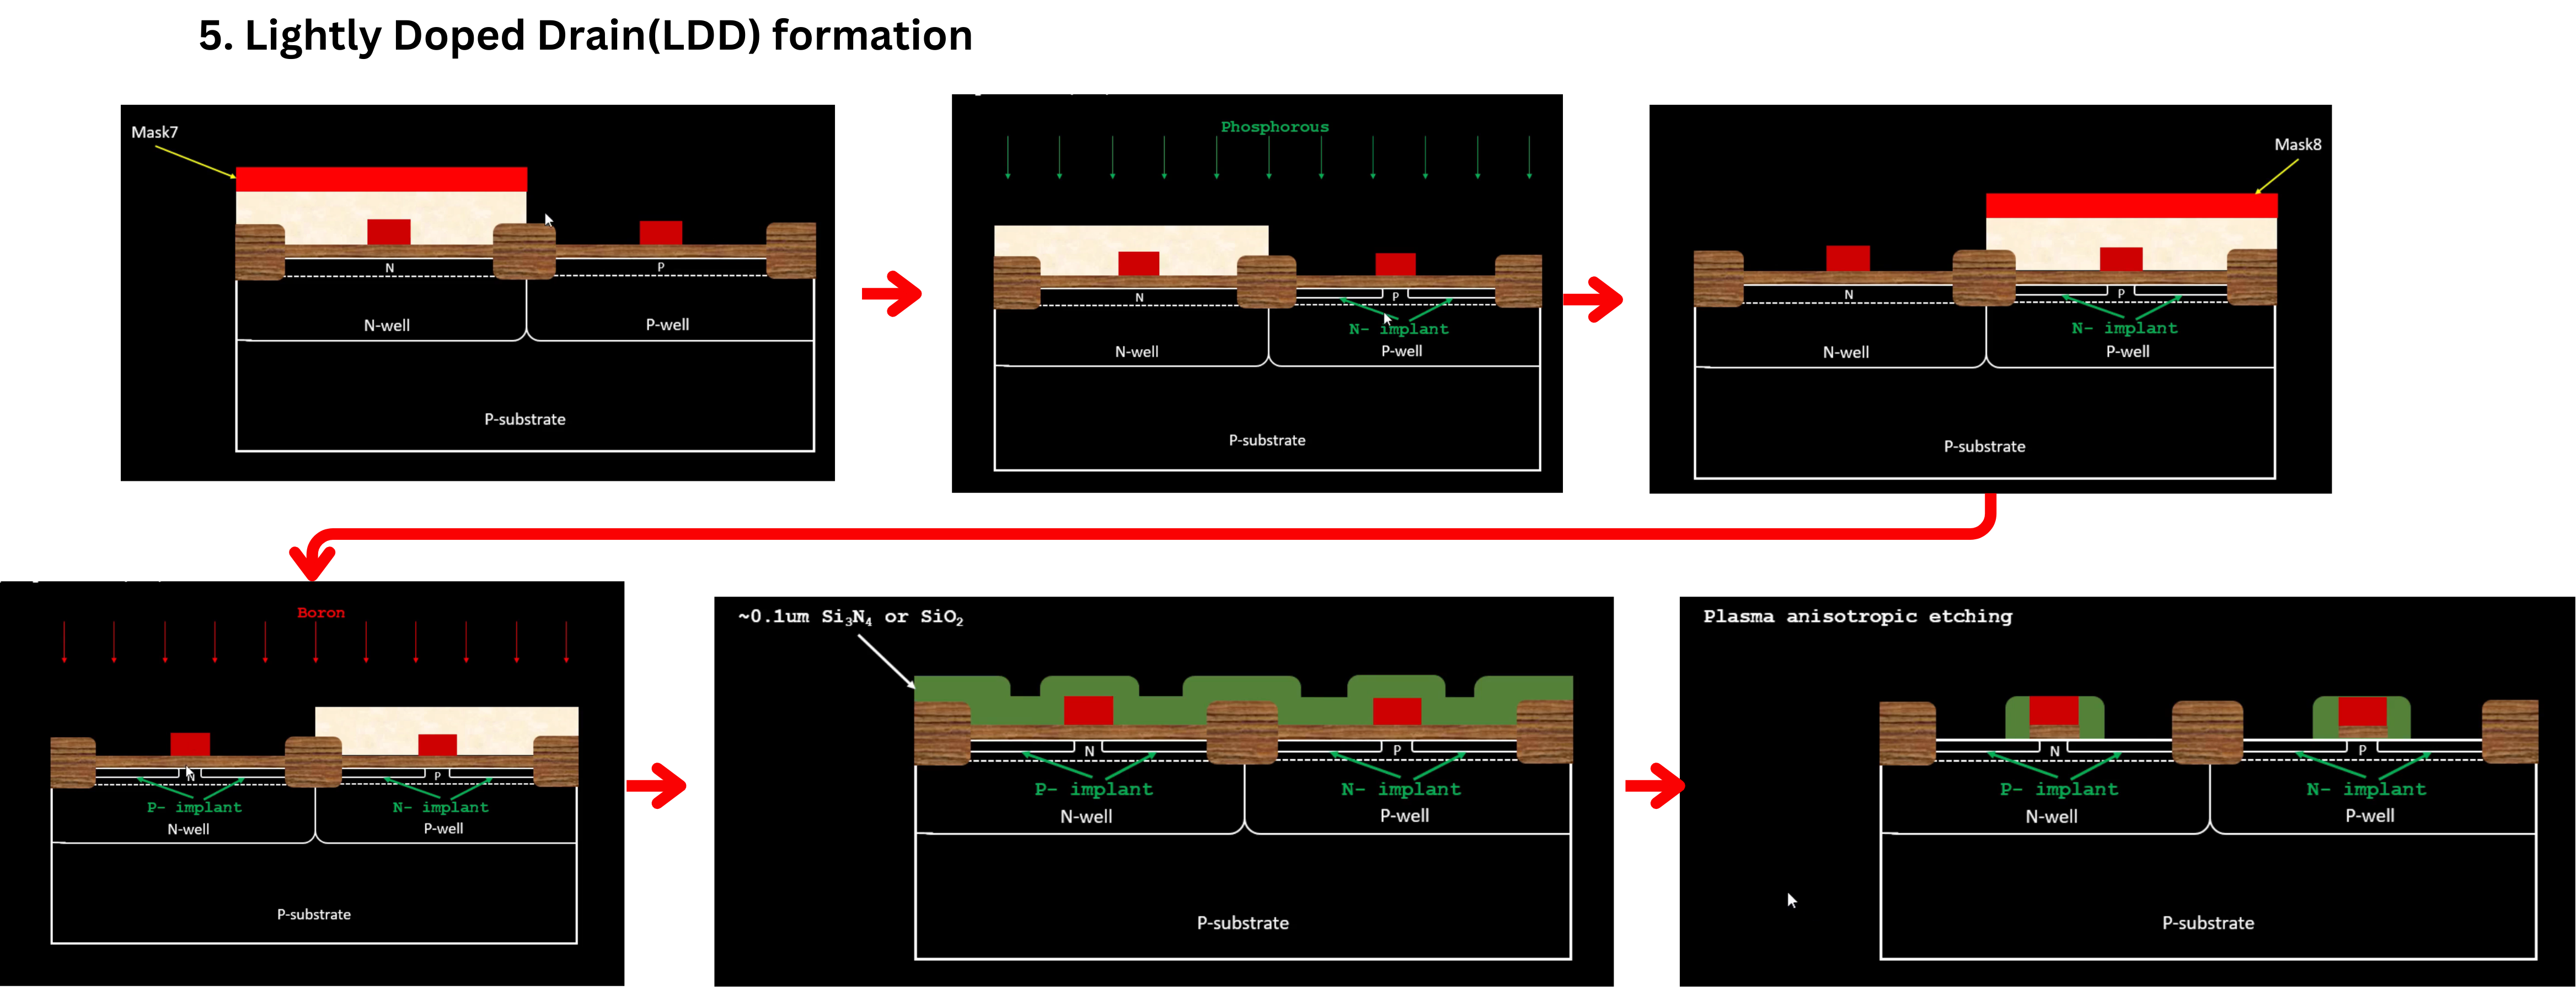 5. Lightly Doped Drain(LDD) formation
Mask7
N
P
N-well
P-well
P-substrate
Phosphorous
N
P
N- implant
N-well
P-well
P-substrate
Mask8
N
P
N- implant
N-well
P-well
P-substrate
Boron
N
P
P- implant
N- implant
N-well
P-well
P-substrate
~0.1um Si₃N₄ or SiO₂
N
P
P- implant
N- implant
N-well
P-well
P-substrate
Plasma anisotropic etching
N
P
P- implant
N- implant
N-well
P-well
P-substrate